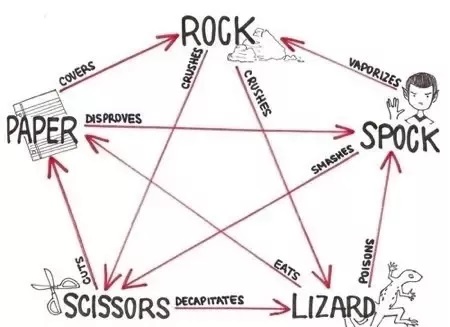 ROCK
COVERS
CRUSHES
CRUSHES
VAPORIZES
PAPER
DISPROVES
SPOCK
SMASHES
CUTS
EATS
POISONS
SCISSORS
DECAPITATES
LIZARD